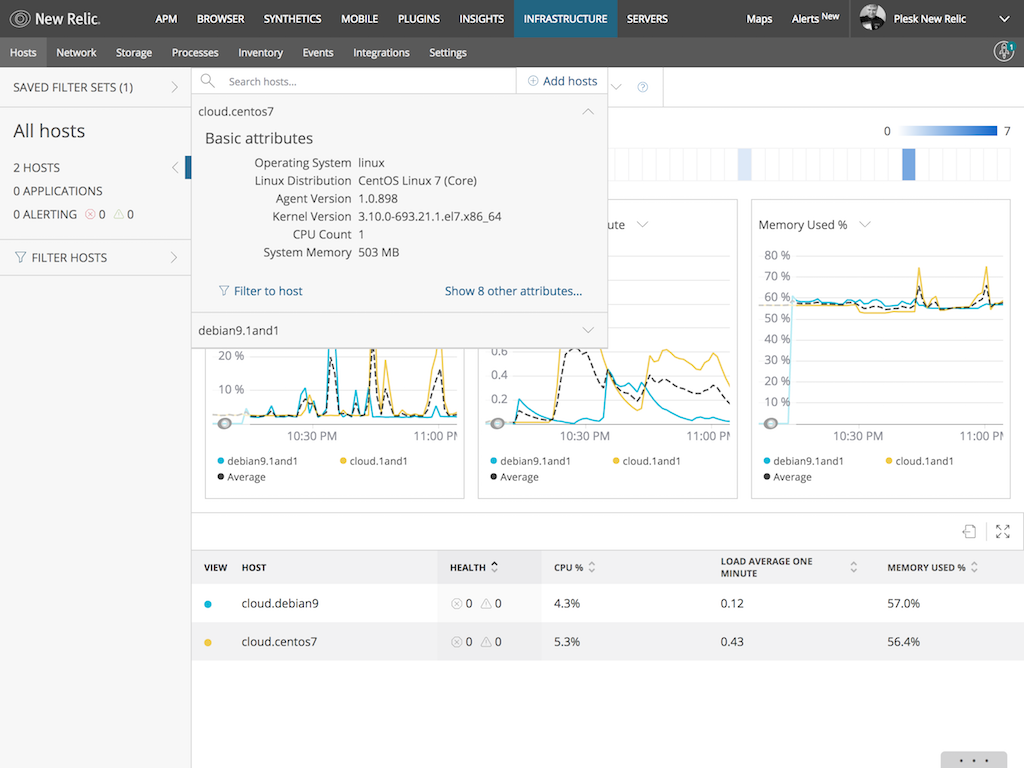 New Relic. APM BROWSER SYNTHETICS MOBILE PLUGINS INSIGHTS INFRASTRUCTURE SERVERS Maps Alerts New Plesk New Relic
Hosts Network Storage Processes Inventory Events Integrations Settings 1
SAVED FILTER SETS (1)
Search hosts...
Add hosts
All hosts
2 HOSTS
0 APPLICATIONS
0 ALERTING 0 0
FILTER HOSTS
cloud.centos7
Basic attributes
Operating System linux
Linux Distribution CentOS Linux 7 (Core)
Agent Version 1.0.898
Kernel Version 3.10.0-693.21.1.el7.x86_64
CPU Count 1
System Memory 503 MB
Filter to host Show 8 other attributes...
debian9.1and1
0 7
20 %
10 %
10:30 PM 11:00 PM
debian9.1and1 cloud.1and1
Average
ute
0.6
0.4
0.2
10:30 PM 11:00 PM
debian9.1and1 cloud.1and1
Average
Memory Used %
80 %
70 %
60 %
50 %
40 %
30 %
20 %
10 %
10:30 PM 11:00 PM
debian9.1and1 cloud.1and1
Average
VIEW HOST HEALTH CPU % LOAD AVERAGE ONE MINUTE MEMORY USED %
cloud.debian9 0 0 4.3% 0.12 57.0%
cloud.centos7 0 0 5.3% 0.43 56.4%